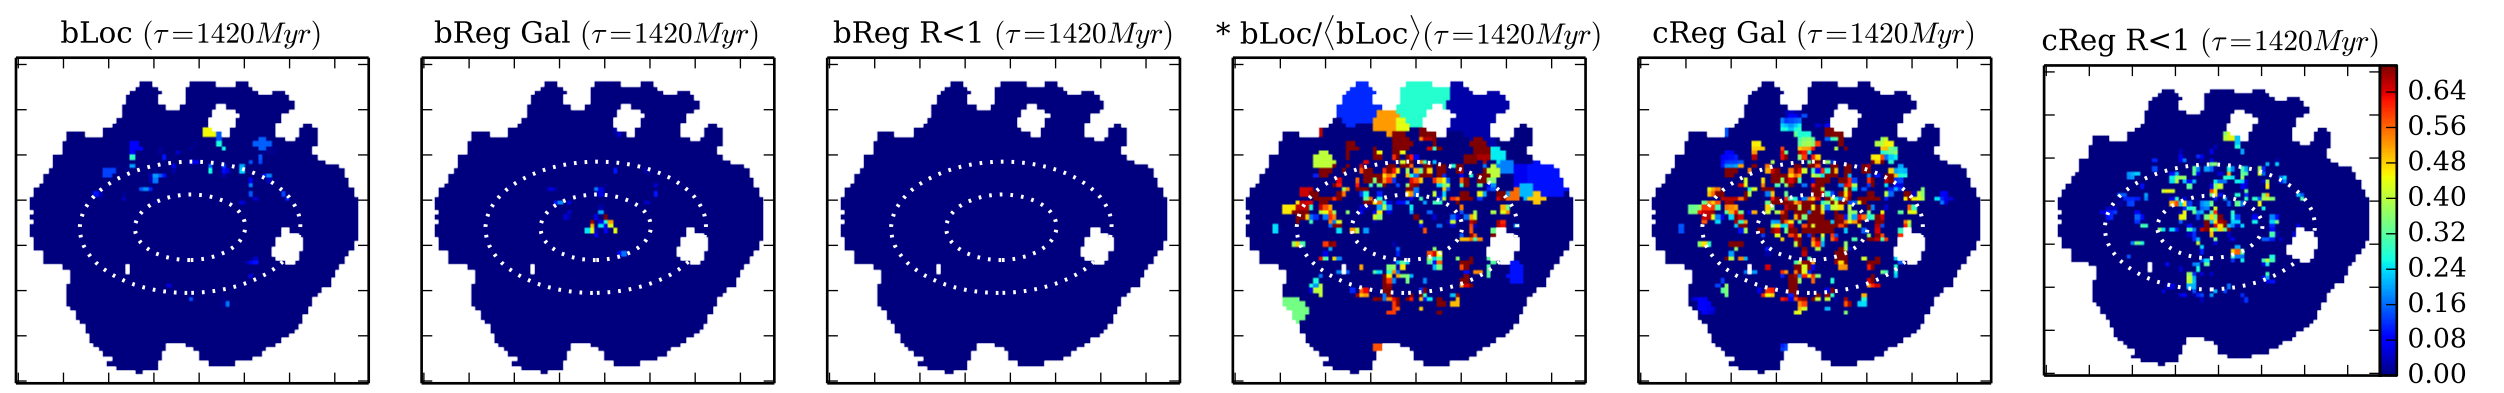 bLoc (τ=1420Myr)
bReg Gal (τ=1420Myr)
bReg R<1 (τ=1420Myr)
* bLoc/⟨bLoc⟩(τ=1420Myr)
cReg Gal (τ=1420Myr)
cReg R<1 (τ=1420Myr)
0.64
0.56
0.48
0.40
0.32
0.24
0.16
0.08
0.00